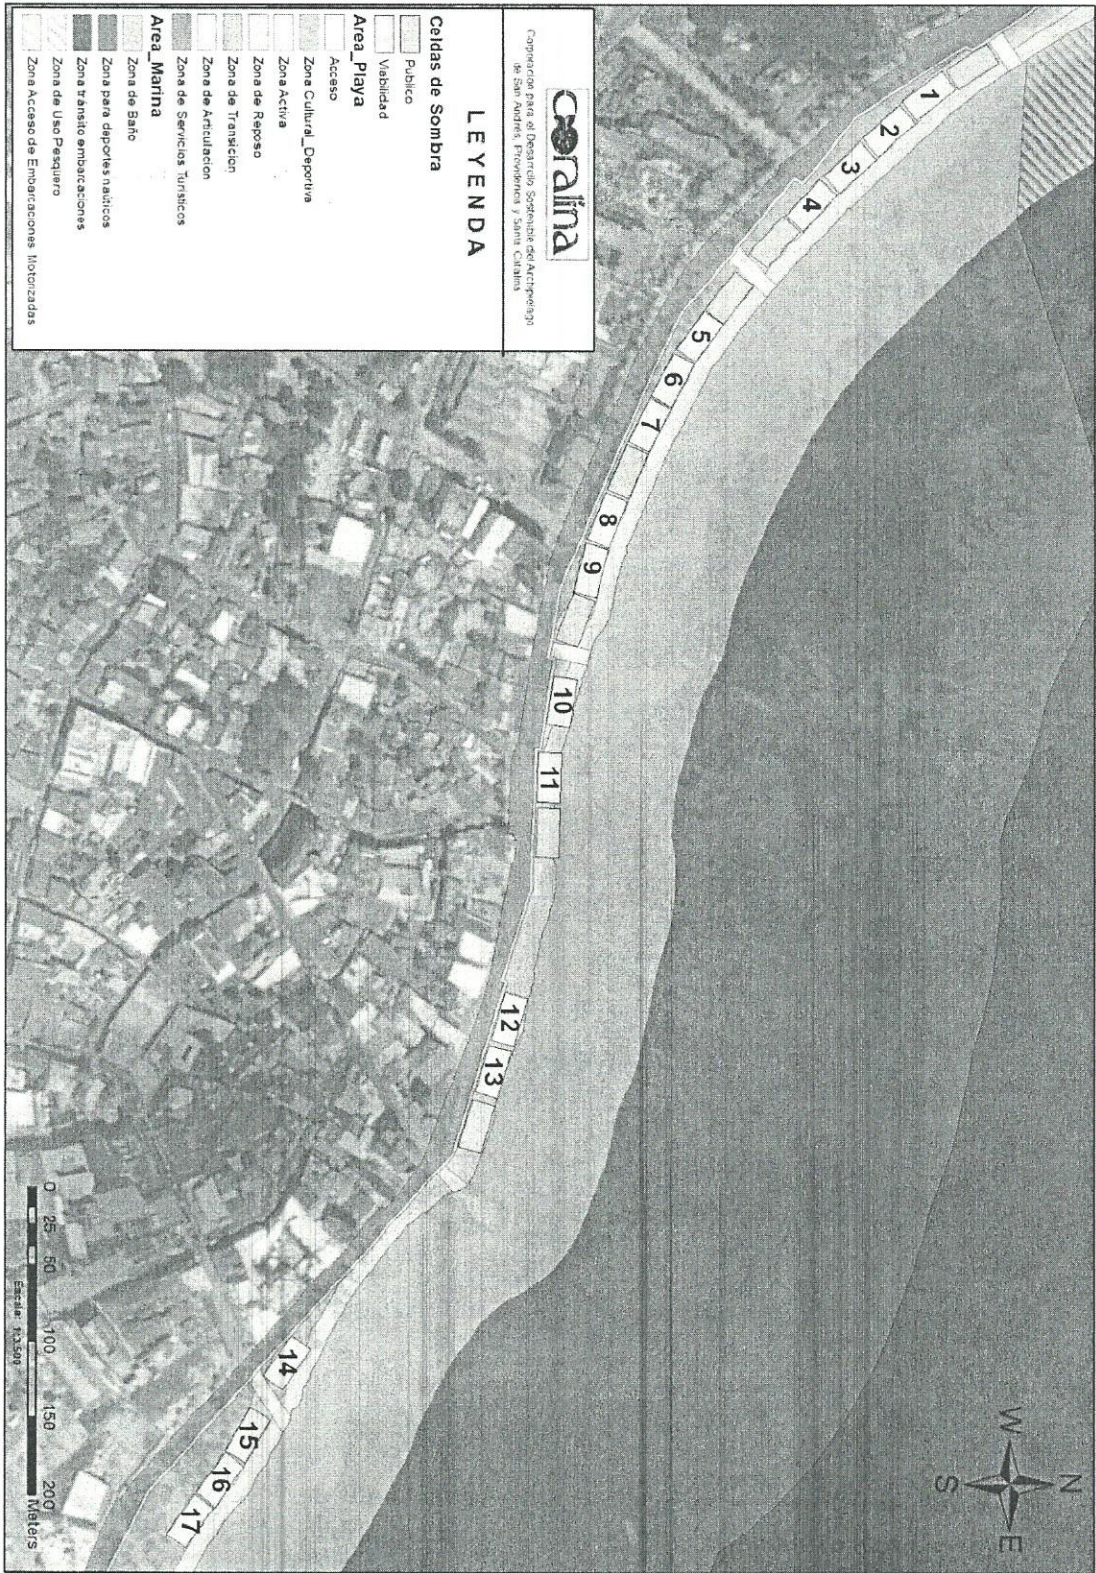 Coralina
Corporación para el Desarrollo Sostenible del Archipiélago
de San Andrés, Providencia y Santa Catalina
LEYENDA
Celdas de Sombra
Publico
Viabilidad
Area_Playa
Acceso
Zona Cultural_Deportiva
Zona Activa
Zona de Reposo
Zona de Transicion
Zona de Articulacion
Zona de Servicios Turisticos
Area_Marina
Zona de Baño
Zona para deportes nauticos
Zona tránsito embarcaciones
Zona de Uso Pesquero
Zona Acceso de Embarcaciones Motorizadas
1
2
3
4
5
6
7
8
9
10
11
12
13
14
15
16
17
N
W
E
S
0 25 50 100 150 200
Meters
Escala: 1:3.500